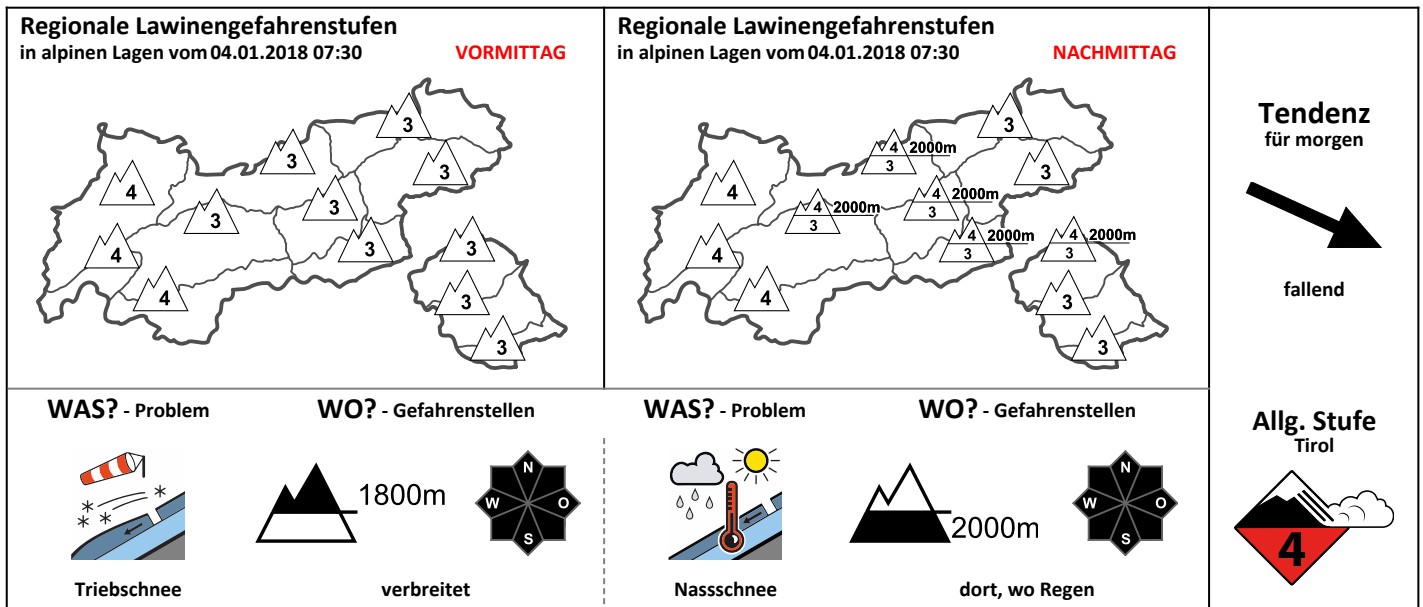 Regionale Lawinengefahrenstufen
in alpinen Lagen vom 04.01.2018 07:30 VORMITTAG
3
3
3
4
3
3
4
3
3
4
3
3
Regionale Lawinengefahrenstufen
in alpinen Lagen vom 04.01.2018 07:30 NACHMITTAG
3
4 2000m
3
3
4
4 2000m
3
4 2000m
3
4
4 2000m
3
4 2000m
3
4
3
3
Tendenz
für morgen
fallend
WAS? - Problem
WO? - Gefahrenstellen
1800m
N
W O
S
Triebschnee
verbreitet
WAS? - Problem
WO? - Gefahrenstellen
2000m
N
W O
S
Nassschnee
dort, wo Regen
Allg. Stufe
Tirol
4